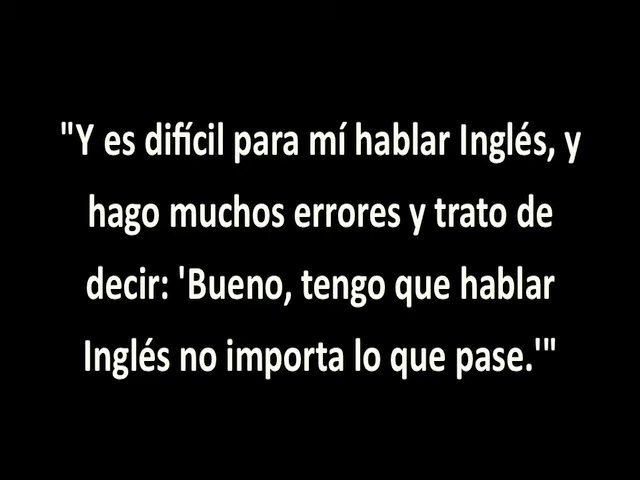 "Y es difícil para mí hablar Inglés, y
hago muchos errores y trato de
decir: 'Bueno, tengo que hablar
Inglés no importa lo que pase.'"